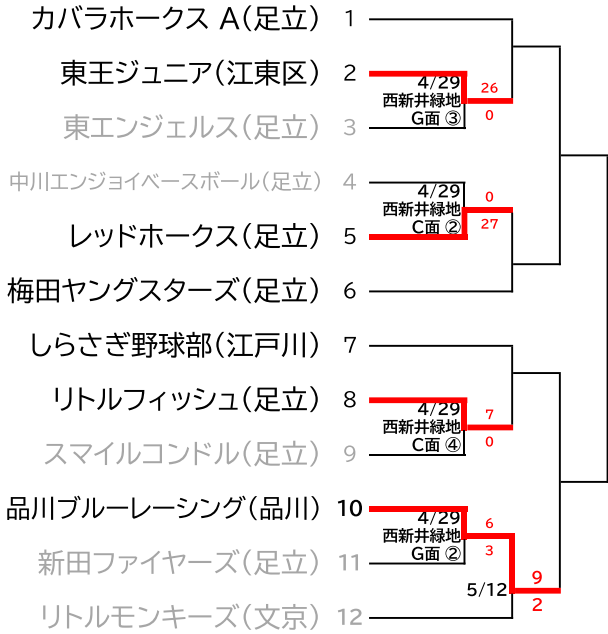 カバラホークス A(足立) 1
東王ジュニア(江東区) 2
4/29
西新井緑地
G面 ③
26
0
東エンジェルス(足立) 3
中川エンジョイベースボール(足立) 4
4/29
西新井緑地
C面 ②
0
27
レッドホークス(足立) 5
梅田ヤングスターズ(足立) 6
しらさぎ野球部(江戸川) 7
リトルフィッシュ(足立) 8
4/29
西新井緑地
C面 ④
7
0
スマイルコンドル(足立) 9
品川ブルーレーシング(品川) 10
4/29
西新井緑地
G面 ②
6
3
新田ファイヤーズ(足立) 11
5/12
9
2
リトルモンキーズ(文京) 12